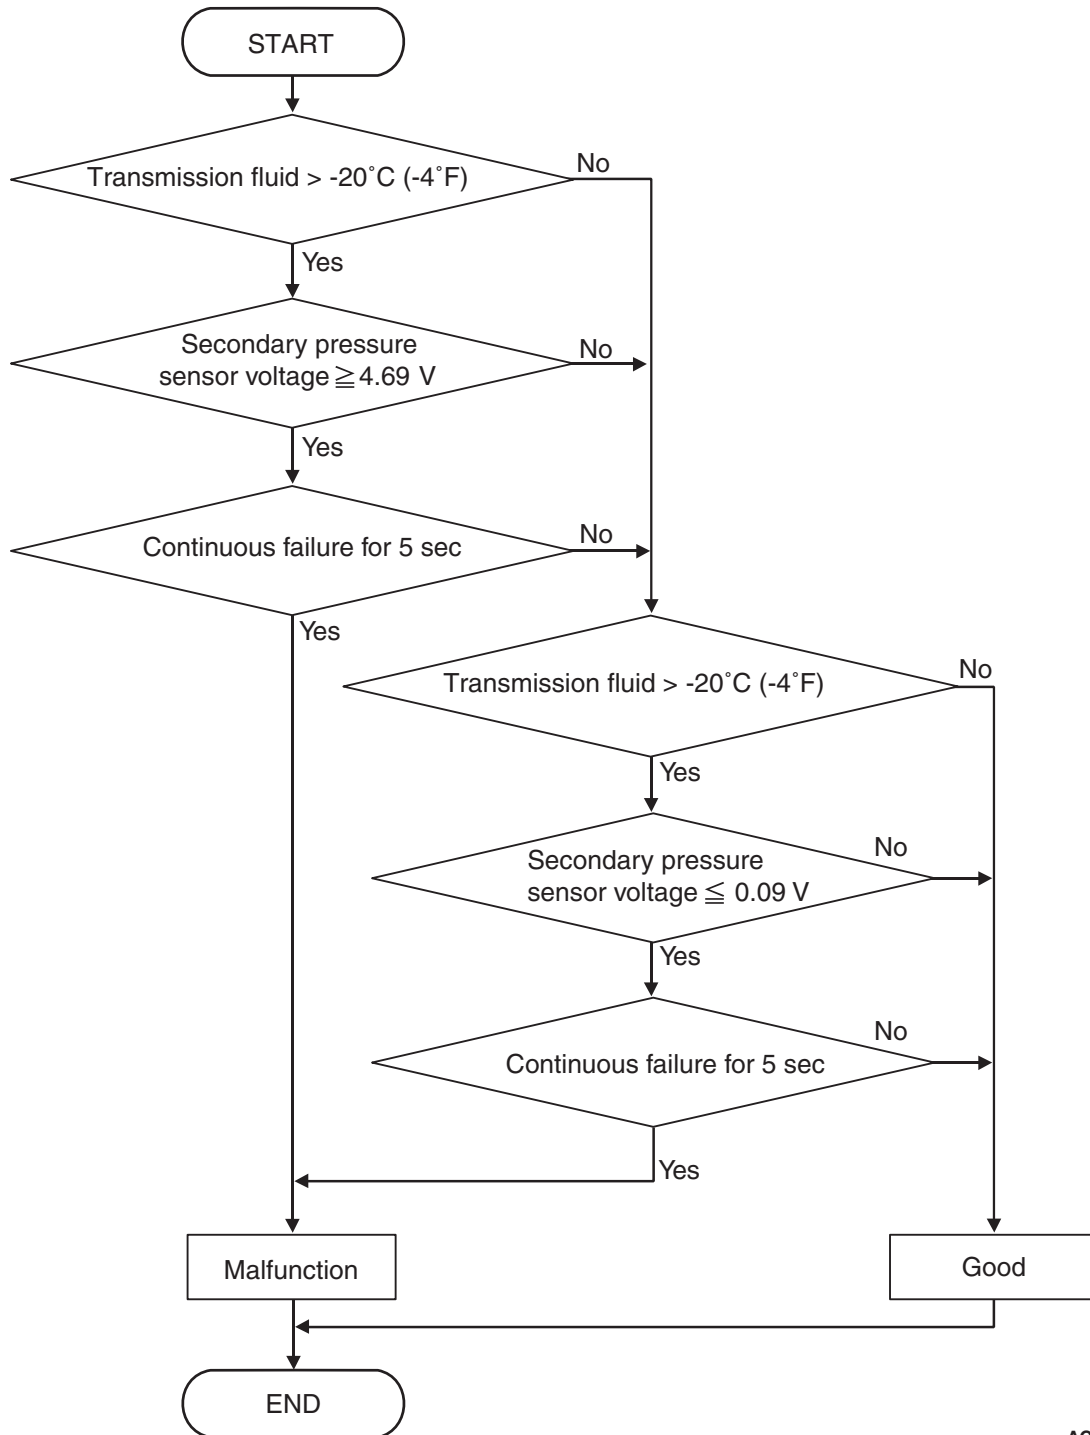 START
Transmission fluid > -20˚C (-4˚F)
No
Yes
Secondary pressure
sensor voltage ≧ 4.69 V
No
Yes
Continuous failure for 5 sec
No
Yes
Transmission fluid > -20˚C (-4˚F)
No
Yes
Secondary pressure
sensor voltage ≦ 0.09 V
No
Yes
Continuous failure for 5 sec
No
Yes
Malfunction
Good
END